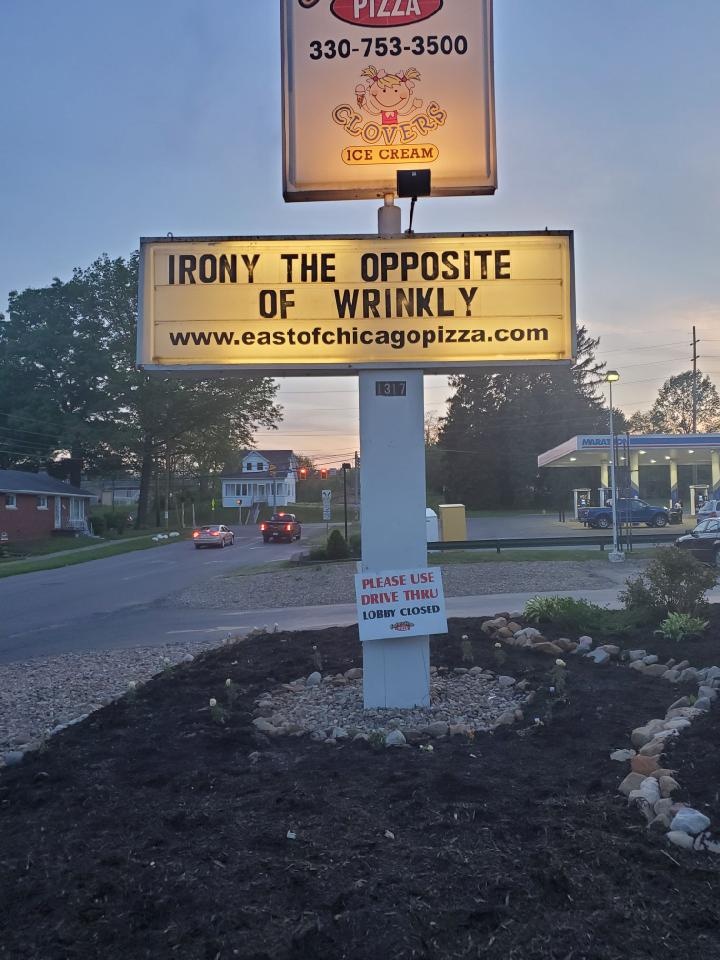 PIZZA
330-753-3500
CLOVERS
ICE CREAM
IRONY THE OPPOSITE
OF WRINKLY
www.eastofchicagopizza.com
1317
MARATHON
PLEASE USE
DRIVE THRU
LOBBY CLOSED